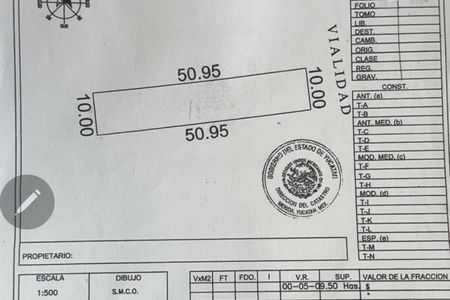 FOLIO
TOMO
LIB.
DEST.
CAMB.
ORIG.
CLASE
REG.
GRAV.
CONST.
ANT. (a)
T-A
T-B
ANT. MED. (b)
T-C
T-D
T-E
MOD. MED. (c)
T-F
T-G
T-H
MOD. (d)
T-I
T-J
T-K
T-L
ESP. (e)
T-M
T-N
VIALIDAD
50.95
10.00
10.00
50.95
GOBIERNO DEL ESTADO DE YUCATAN
DIRECCION DEL CATASTRO
MERIDA, YUCATAN, MEX.
PROPIETARIO:
ESCALA DIBUJO VxM2 FT FDO. I V.R. SUP. VALOR DE LA FRACCION
1:500 S.M.C.O. 00-05-09.50 Has. $